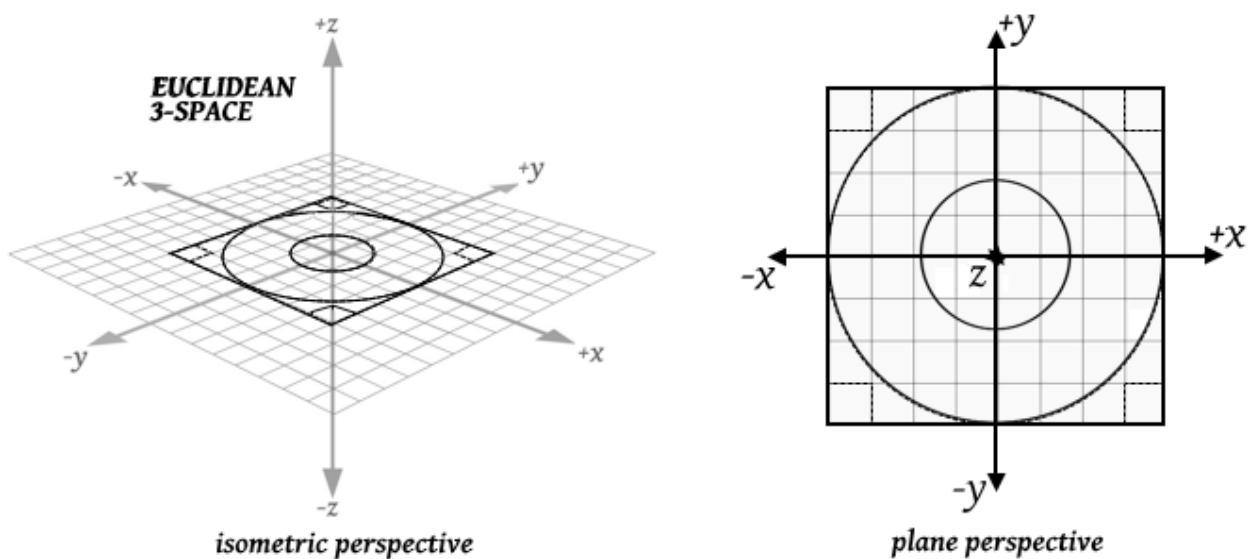 +z
EUCLIDEAN
3-SPACE
-x
+y
-y
+x
-z
isometric perspective
+y
+x
-x
z
-y
plane perspective